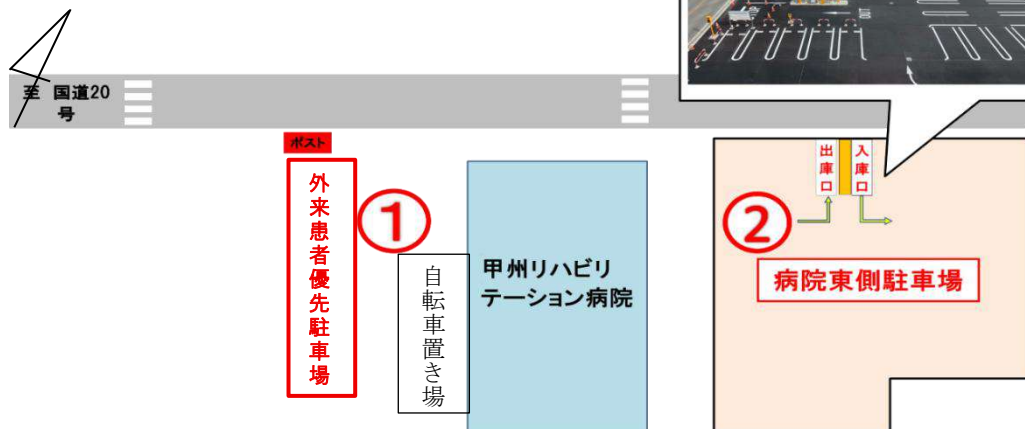 至 国道20
号
ポスト
外来患者優先駐車場
①
自転車置き場
甲州リハビリ
テーション病院
出庫口
入庫口
②
病院東側駐車場